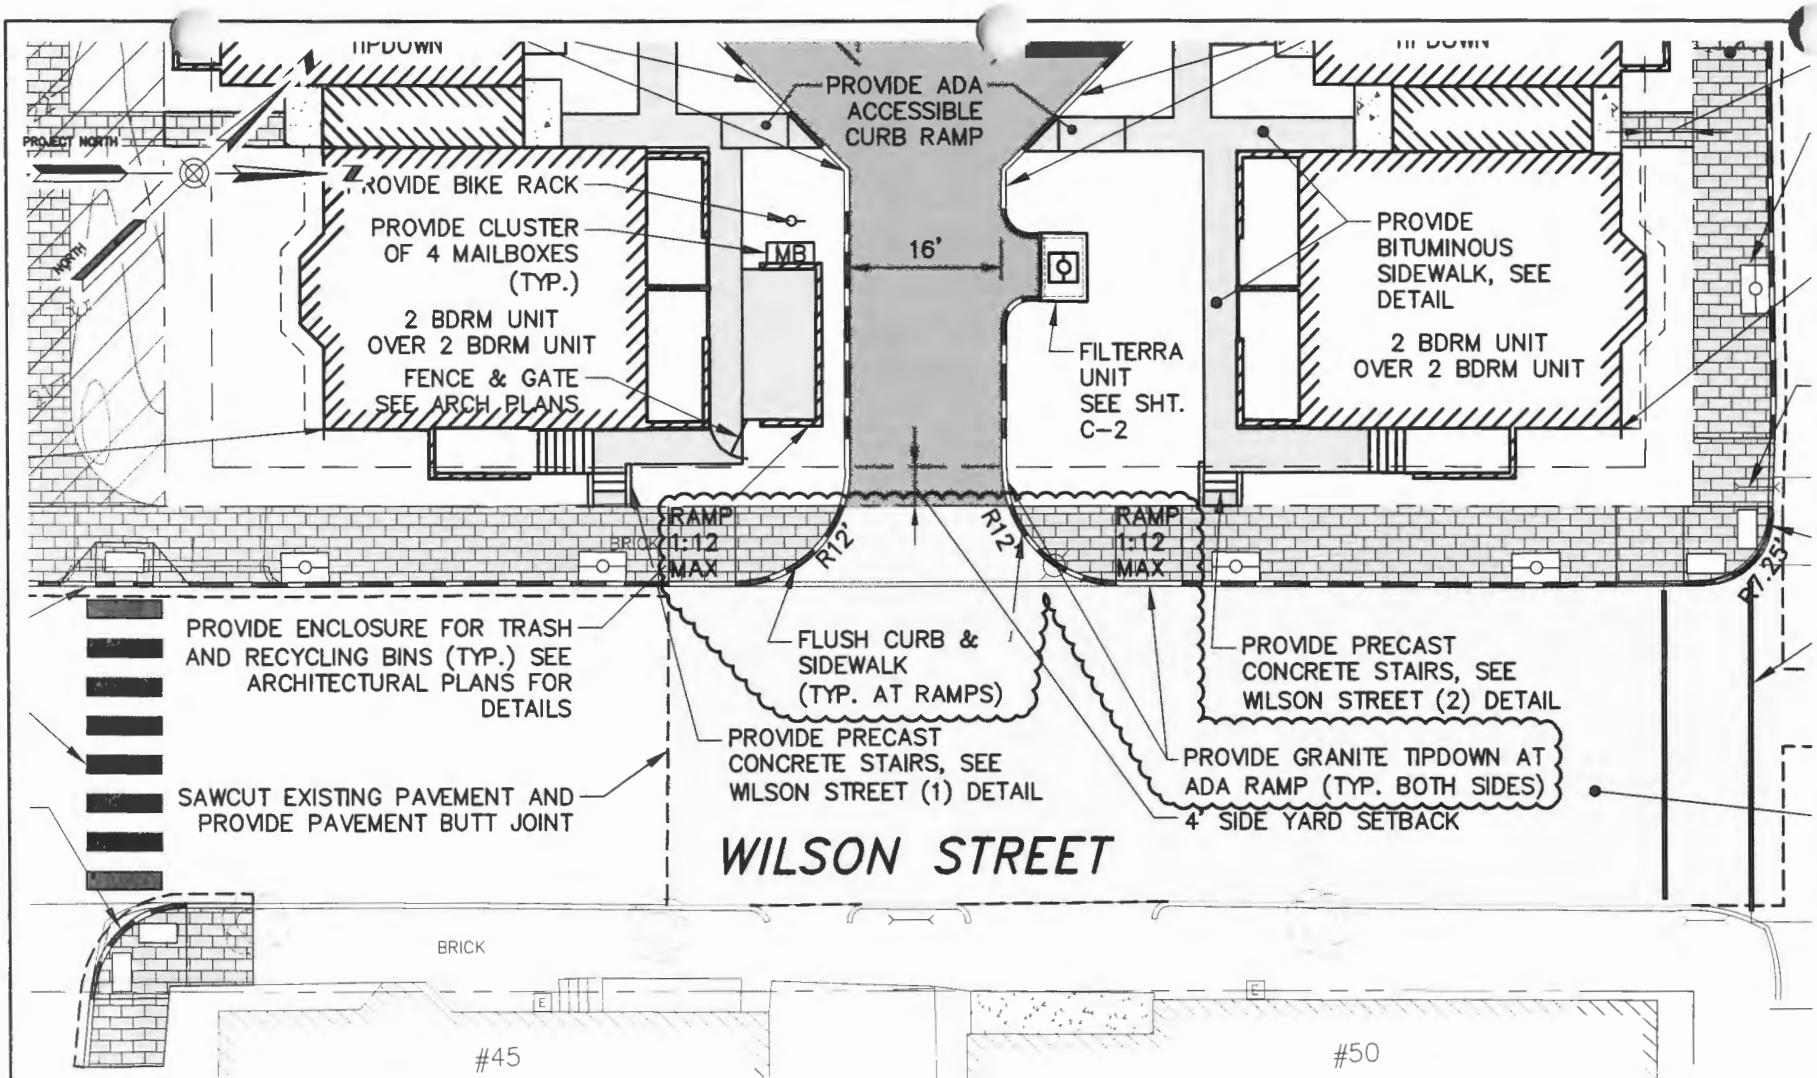 TIPDOWN
TIPDOWN
PROVIDE ADA
ACCESSIBLE
CURB RAMP
PROJECT NORTH
NORTH
PROVIDE BIKE RACK
PROVIDE CLUSTER
OF 4 MAILBOXES
(TYP.)
MB
16'
2 BDRM UNIT
OVER 2 BDRM UNIT
FENCE & GATE
SEE ARCH PLANS
FILTERRA
UNIT
SEE SHT.
C-2
PROVIDE
BITUMINOUS
SIDEWALK, SEE
DETAIL
2 BDRM UNIT
OVER 2 BDRM UNIT
RAMP
1:12
MAX
BRICK
R12'
R12'
RAMP
1:12
MAX
R7.25'
PROVIDE ENCLOSURE FOR TRASH
AND RECYCLING BINS (TYP.) SEE
ARCHITECTURAL PLANS FOR
DETAILS
FLUSH CURB &
SIDEWALK
(TYP. AT RAMPS)
PROVIDE PRECAST
CONCRETE STAIRS, SEE
WILSON STREET (2) DETAIL
PROVIDE PRECAST
CONCRETE STAIRS, SEE
WILSON STREET (1) DETAIL
PROVIDE GRANITE TIPDOWN AT
ADA RAMP (TYP. BOTH SIDES)
4' SIDE YARD SETBACK
SAWCUT EXISTING PAVEMENT AND
PROVIDE PAVEMENT BUTT JOINT
WILSON STREET
BRICK
E
E
#45
#50